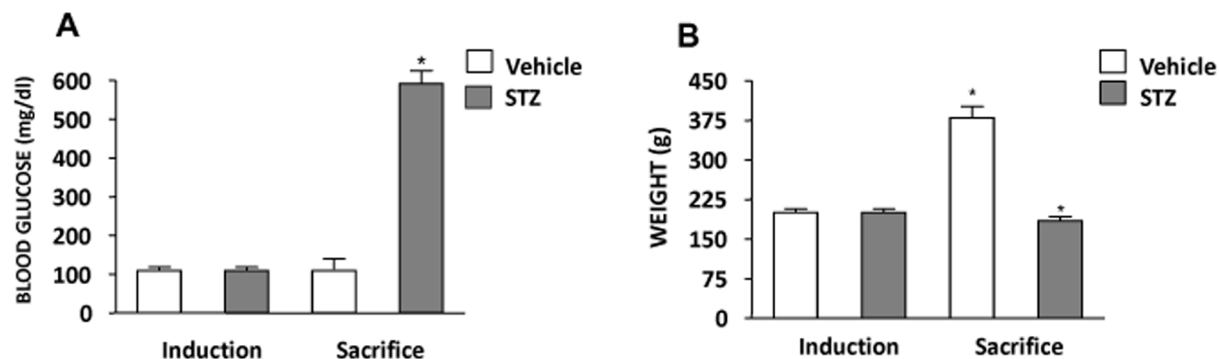 A
BLOOD GLUCOSE (mg/dl)
600
500
400
300
200
100
0
*
Vehicle
STZ
Induction Sacrifice
B
WEIGHT (g)
450
375
300
225
150
75
0
*
*
Vehicle
STZ
Induction Sacrifice